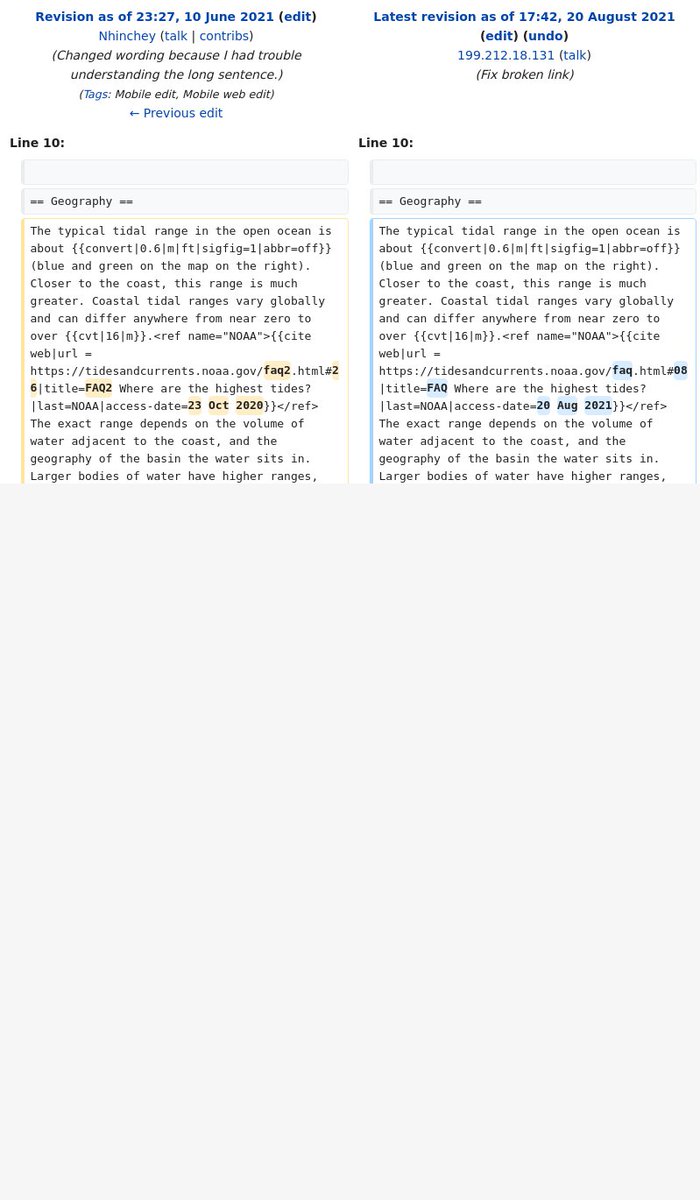 Revision as of 23:27, 10 June 2021 (edit)
Nhinchey (talk | contribs)
(Changed wording because I had trouble
understanding the long sentence.)
(Tags: Mobile edit, Mobile web edit)
← Previous edit
Latest revision as of 17:42, 20 August 2021
(edit) (undo)
199.212.18.131 (talk)
(Fix broken link)
Line 10:
== Geography ==
The typical tidal range in the open ocean is
about {{convert|0.6|m|ft|sigfig=1|abbr=off}}
(blue and green on the map on the right).
Closer to the coast, this range is much
greater. Coastal tidal ranges vary globally
and can differ anywhere from near zero to
over {{cvt|16|m}}.<ref name="NOAA">{{cite
web|url =
https://tidesandcurrents.noaa.gov/faq2.html#2
6|title=FAQ2 Where are the highest tides?
|last=NOAA|access-date=23 Oct 2020}}</ref>
The exact range depends on the volume of
water adjacent to the coast, and the
geography of the basin the water sits in.
Larger bodies of water have higher ranges,
Line 10:
== Geography ==
The typical tidal range in the open ocean is
about {{convert|0.6|m|ft|sigfig=1|abbr=off}}
(blue and green on the map on the right).
Closer to the coast, this range is much
greater. Coastal tidal ranges vary globally
and can differ anywhere from near zero to
over {{cvt|16|m}}.<ref name="NOAA">{{cite
web|url =
https://tidesandcurrents.noaa.gov/faq.html#08
|title=FAQ Where are the highest tides?
|last=NOAA|access-date=20 Aug 2021}}</ref>
The exact range depends on the volume of
water adjacent to the coast, and the
geography of the basin the water sits in.
Larger bodies of water have higher ranges,